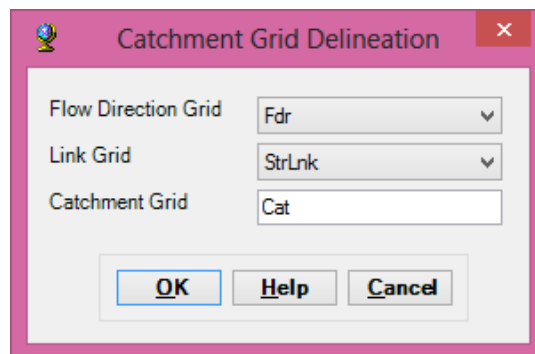 Catchment Grid Delineation
Flow Direction Grid Fdr
Link Grid StrLnk
Catchment Grid Cat
OK Help Cancel